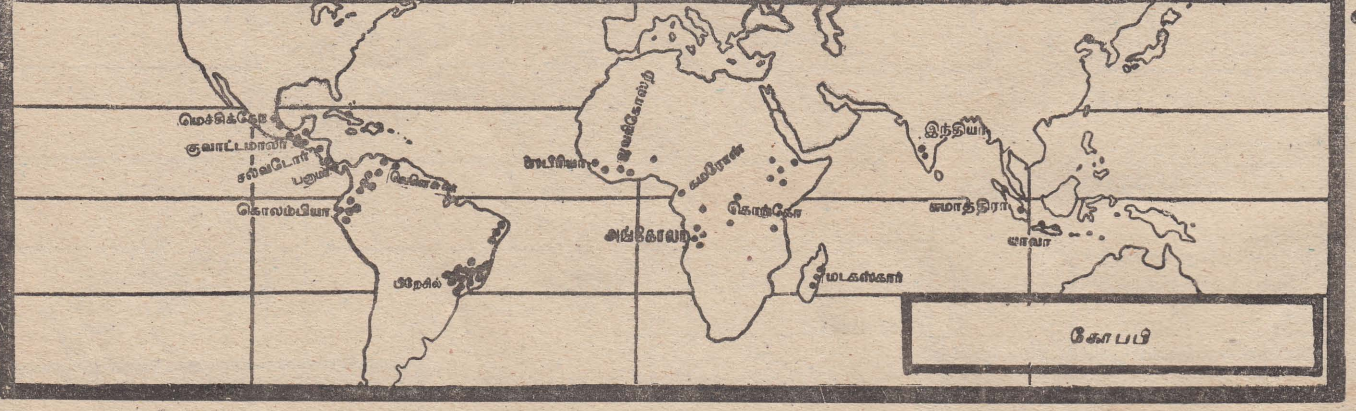 மெச்சிக்கோ
குவாட்டமாலா
சல்வடோர்
பனாமா
கொலம்பியா
பிறேசில்
ஐவரிகோஸ்ற்
கமரோன்
கொங்கோ
அங்கோலா
மடகஸ்கார்
இந்தியா
சுமாத்திரா
யாவா
கோப்பி